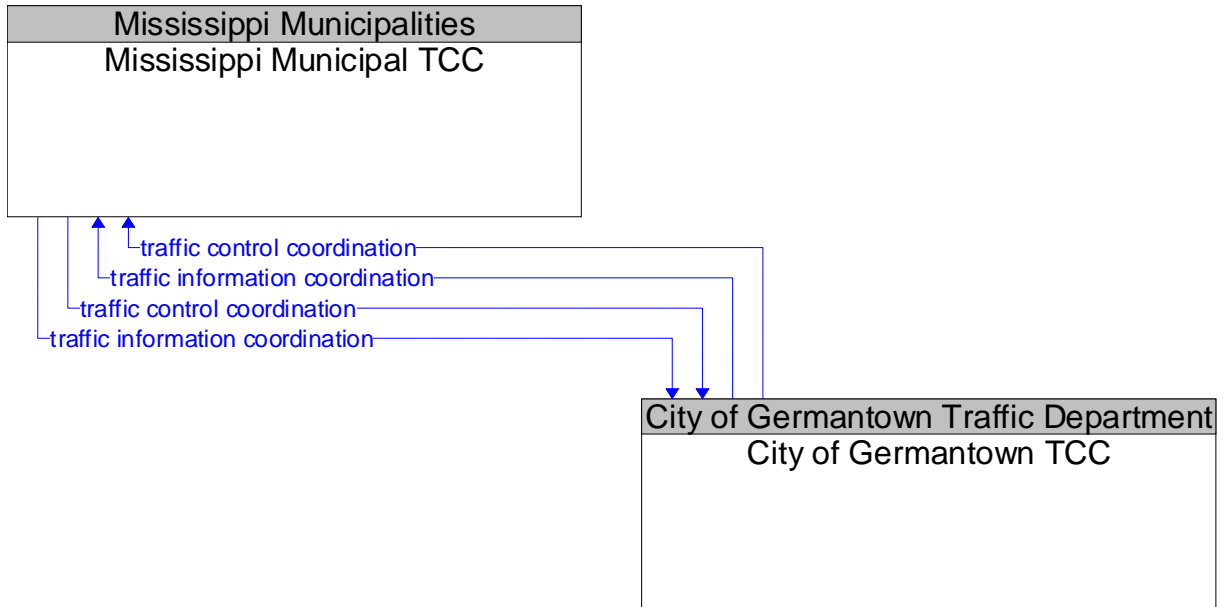 Mississippi Municipalities
Mississippi Municipal TCC
traffic control coordination
traffic information coordination
traffic control coordination
traffic information coordination
City of Germantown Traffic Department
City of Germantown TCC